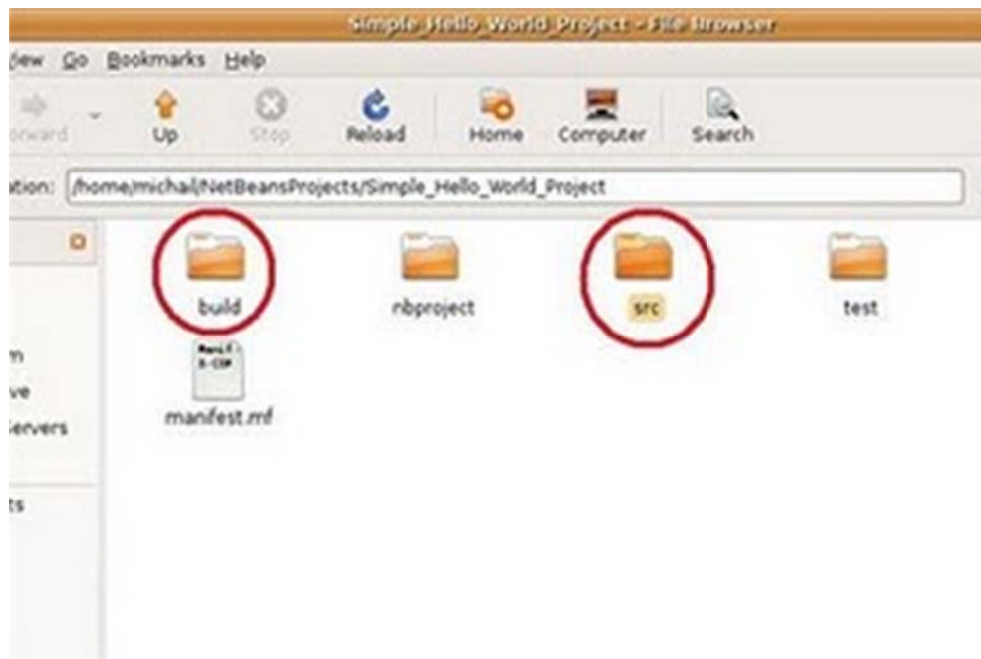 Simple_Hello_World_Project - File Browser
iew Go Bookmarks Help
orward Up Stop Reload Home Computer Search
ation: /home/michail/NetBeansProjects/Simple_Hello_World_Project
build nbproject src test
m
Manif
ve
manifest.mf
ervers
ts